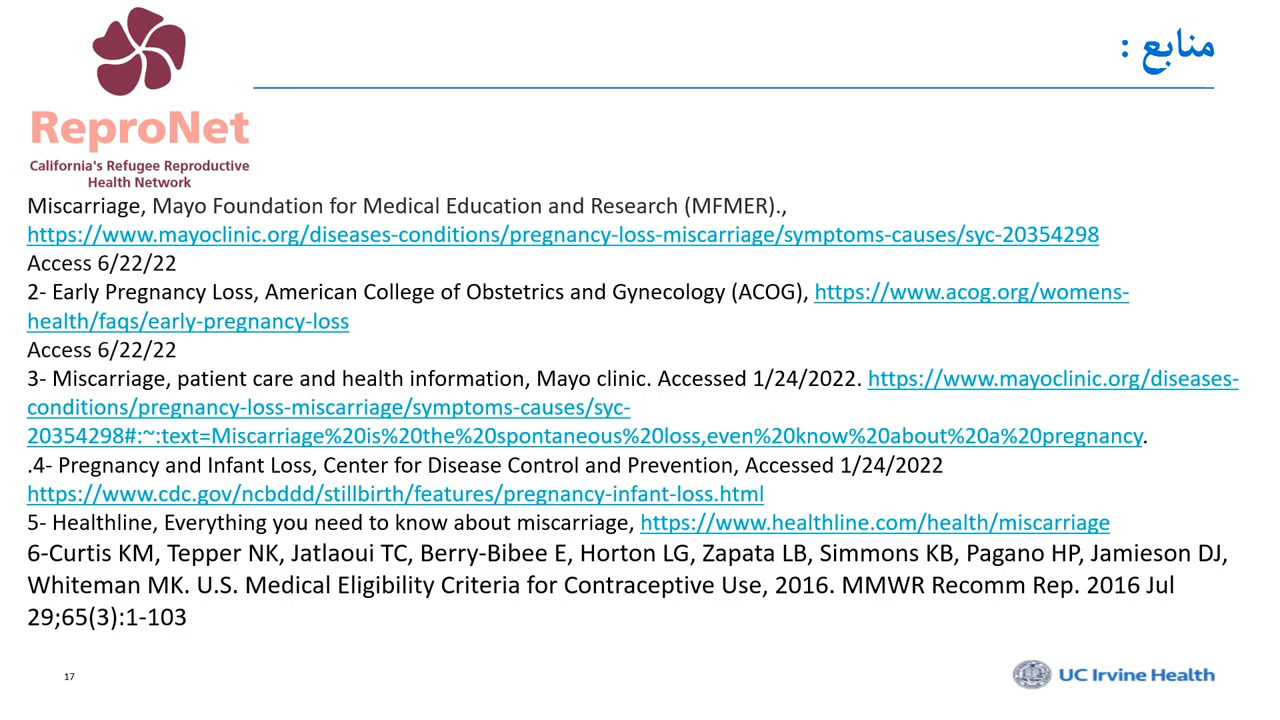 منابع :
ReproNet
California's Refugee Reproductive
Health Network
Miscarriage, Mayo Foundation for Medical Education and Research (MFMER).,
https://www.mayoclinic.org/diseases-conditions/pregnancy-loss-miscarriage/symptoms-causes/syc-20354298
Access 6/22/22
2- Early Pregnancy Loss, American College of Obstetrics and Gynecology (ACOG), https://www.acog.org/womens-
health/faqs/early-pregnancy-loss
Access 6/22/22
3- Miscarriage, patient care and health information, Mayo clinic. Accessed 1/24/2022. https://www.mayoclinic.org/diseases-
conditions/pregnancy-loss-miscarriage/symptoms-causes/syc-
20354298#:~:text=Miscarriage%20is%20the%20spontaneous%20loss,even%20know%20about%20a%20pregnancy.
.4- Pregnancy and Infant Loss, Center for Disease Control and Prevention, Accessed 1/24/2022
https://www.cdc.gov/ncbddd/stillbirth/features/pregnancy-infant-loss.html
5- Healthline, Everything you need to know about miscarriage, https://www.healthline.com/health/miscarriage
6-Curtis KM, Tepper NK, Jatlaoui TC, Berry-Bibee E, Horton LG, Zapata LB, Simmons KB, Pagano HP, Jamieson DJ,
Whiteman MK. U.S. Medical Eligibility Criteria for Contraceptive Use, 2016. MMWR Recomm Rep. 2016 Jul
29;65(3):1-103
17
UC Irvine Health